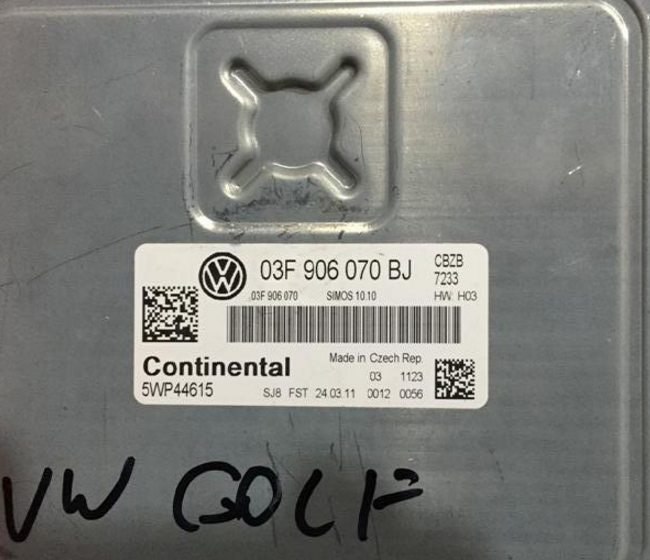 03F 906 070 BJ
CBZB
7233
03F 906 070 SIMOS 10.10 HW H03
Continental
Made in Czech Rep.
03 1123
5WP44615
SJ8 FST 24.03.11 0012 0056
VW GOLF